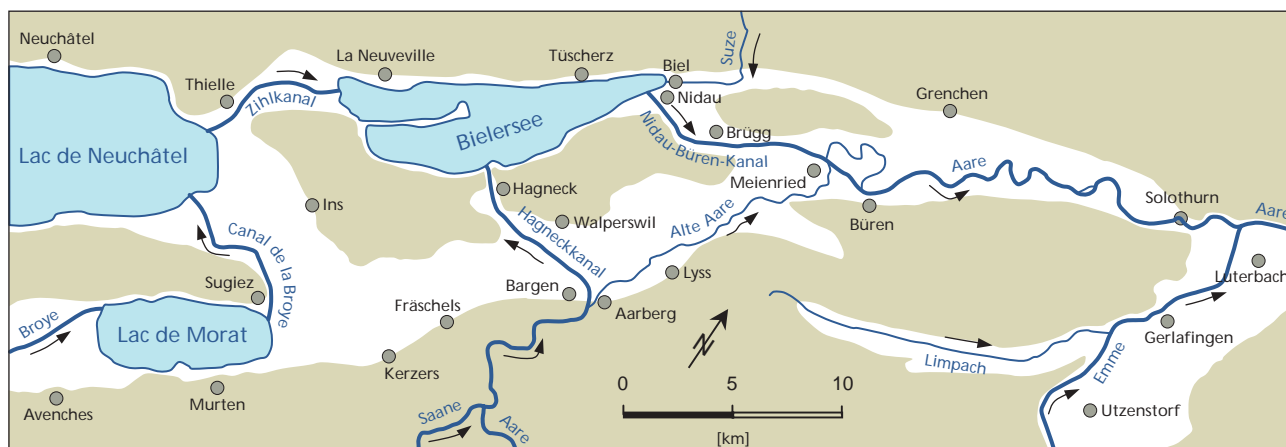 Neuchâtel
La Neuveville
Tüscherz
Suze
Biel
Thielle
Zihlkanal
Nidau
Grenchen
Brügg
Bielersee
Nidau-Büren-Kanal
Lac de Neuchâtel
Meienried
Aare
Hagneck
Ins
Solothurn
Aare
Walperswil
Alte Aare
Büren
Canal de la Broye
Hagneckkanal
Lyss
Luterbach
Sugiez
Bargen
Fräschels
Aarberg
Broye
Lac de Morat
N
Gerlafingen
Limpach
Emme
Kerzers
0 5 10
Murten
Avenches
Saane
Aare
Utzenstorf
[km]